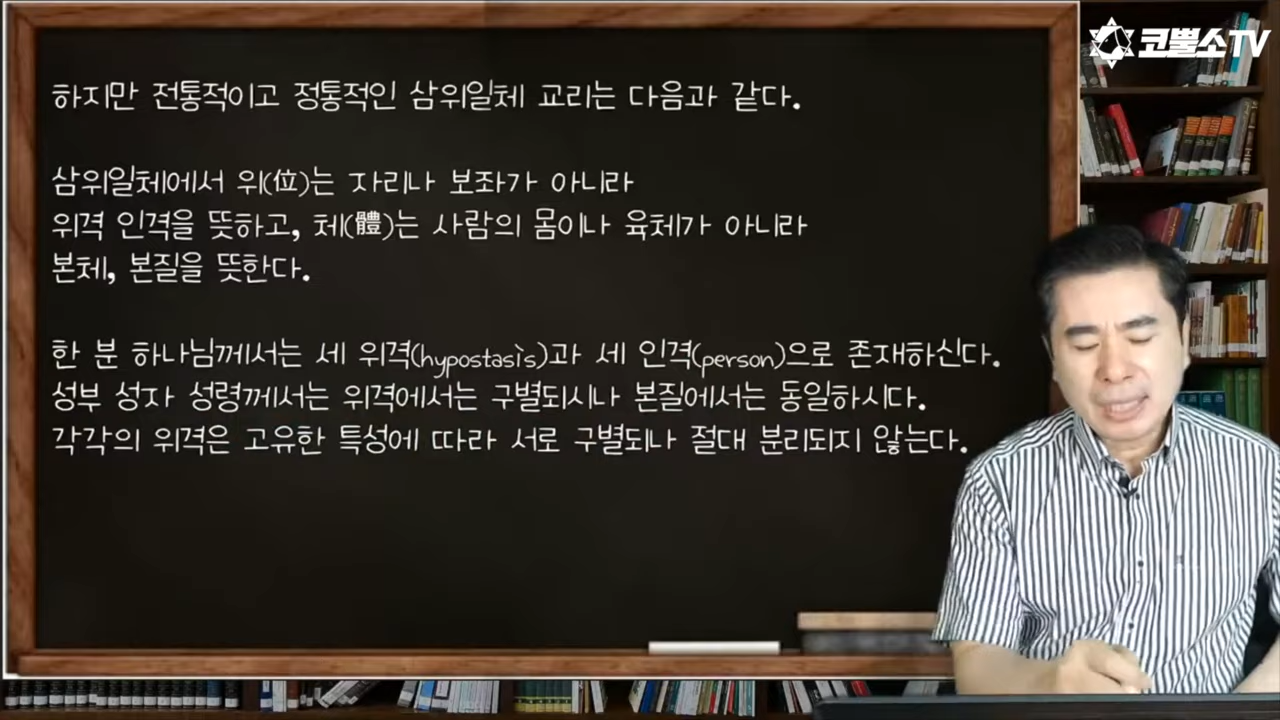 코뿔소TV
하지만 전통적이고 정통적인 삼위일체 교리는 다음과 같다.
삼위일체에서 위(位)는 자리나 보좌가 아니라
위격 인격을 뜻하고, 체(體)는 사람의 몸이나 육체가 아니라
본체, 본질을 뜻한다.
한 분 하나님께서는 세 위격(hypostasis)과 세 인격(person)으로 존재하신다.
성부 성자 성령께서는 위격에서는 구별되시나 본질에서는 동일하시다.
각각의 위격은 고유한 특성에 따라 서로 구별되나 절대 분리되지 않는다.